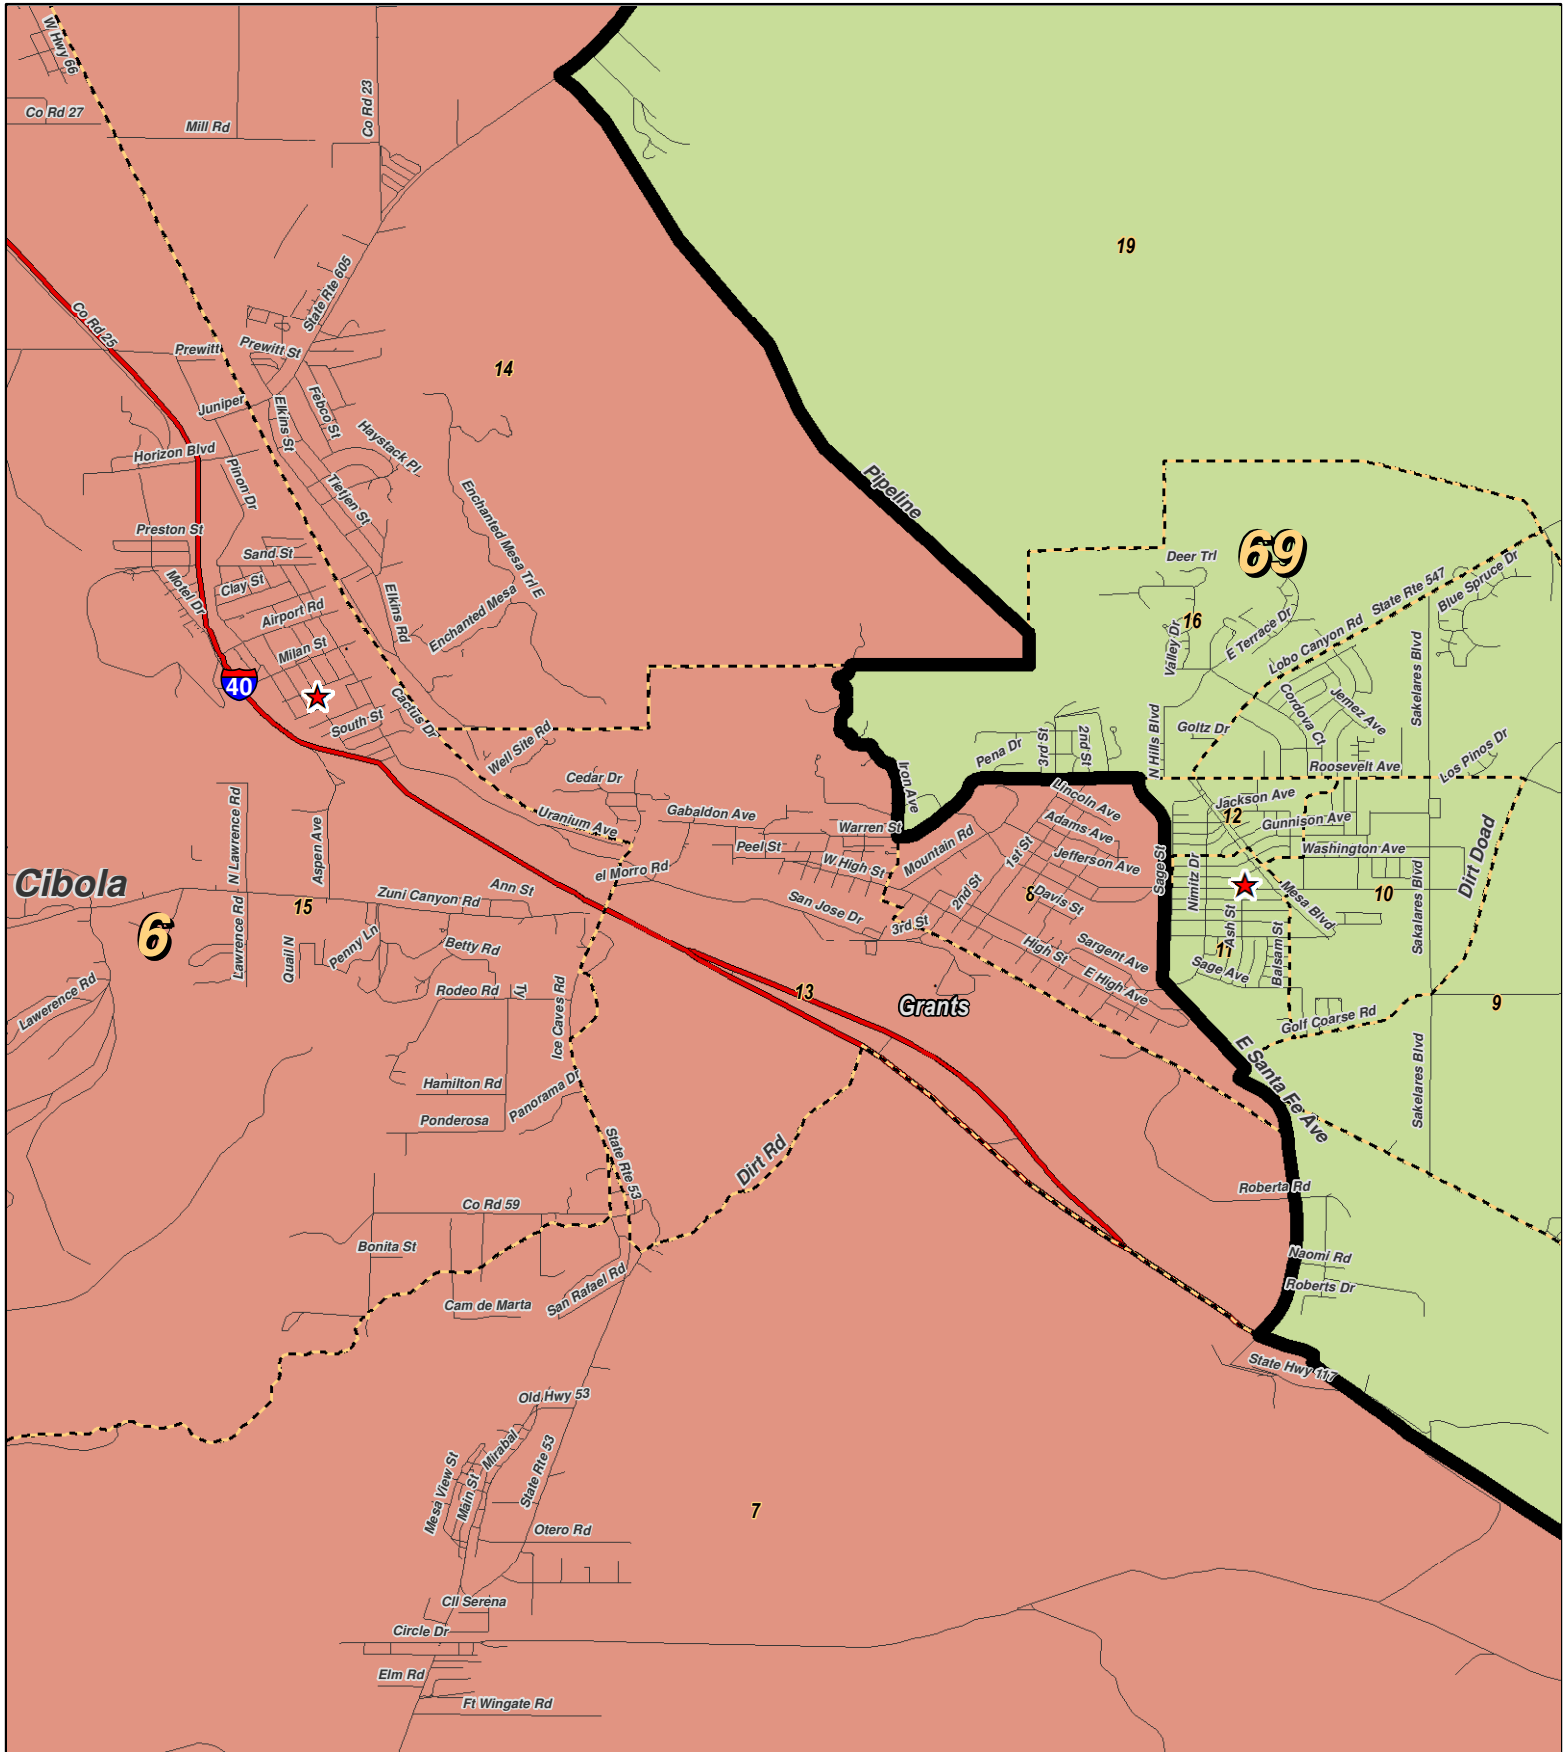 W Hwy 66
Co Rd 27
Mill Rd
Co Rd 23
19
State Rte 605
Co Rd 25
Prewitt
Prewitt St
14
Juniper
Elkins St
Febco St
Haystack Pl
Horizon Blvd
Pinon Dr
Tietjen St
Pipeline
Enchanted Mesa Trl E
Preston St
Sand St
69
Deer Trl
State Rte 547
Blue Spruce Dr
Motel Dr
Clay St
Airport Rd
Elkins Rd
Enchanted Mesa
16
Valley Dr
E Terrace Dr
Lobo Canyon Rd
Milan St
Sakelares Blvd
40
Cactus Dr
South St
Cordova Ct
Jemez Ave
Goltz Dr
N Hills Blvd
Well Site Rd
3rd St
2nd St
Pena Dr
Los Pinos Dr
Roosevelt Ave
Cedar Dr
Iron Ave
N Lawrence Rd
Uranium Ave
Gabaldon Ave
Lincoln Ave
Jackson Ave
12
Gunnison Ave
Warren St
Adams Ave
Aspen Ave
Peel St
W High St
Mountain Rd
1st St
Jefferson Ave
Washington Ave
Dirt Doad
Sage St
Nimitz Dr
el Morro Rd
Cibola
Zuni Canyon Rd
Ann St
2nd St
8
Davis St
Mesa Blvd
10
15
San Jose Dr
3rd St
Sakalares Blvd
6
Lawrence Rd
Quail N
Penny Ln
Betty Rd
High St
Sargent Ave
Ash St
11
Balsam St
Sage Ave
E High Ave
Lawerence Rd
Rodeo Rd
Ty
Ice Caves Rd
13
Grants
9
Golf Coarse Rd
E Santa Fe Ave
Sakelares Blvd
Hamilton Rd
Panorama Dr
Ponderosa
State Rte 53
Dirt Rd
Co Rd 59
Roberta Rd
Bonita St
Naomi Rd
San Rafael Rd
Roberts Dr
Cam de Marta
State Hwy 117
Old Hwy 53
Mirabal
Mesa View St
Main St
State Rte 53
7
Otero Rd
Cll Serena
Circle Dr
Elm Rd
Ft Wingate Rd